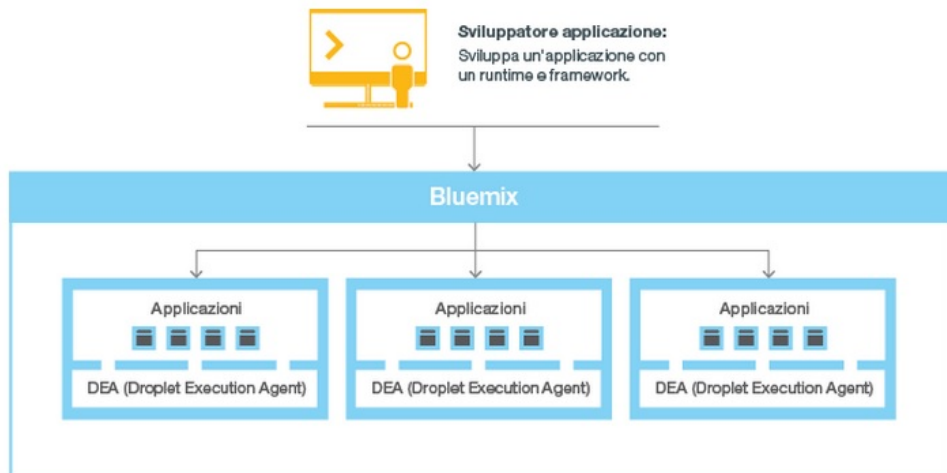 Sviluppatore applicazione:
Sviluppa un'applicazione con
un runtime e framework.
Bluemix
Applicazioni
Applicazioni
Applicazioni
DEA (Droplet Execution Agent)
DEA (Droplet Execution Agent)
DEA (Droplet Execution Agent)